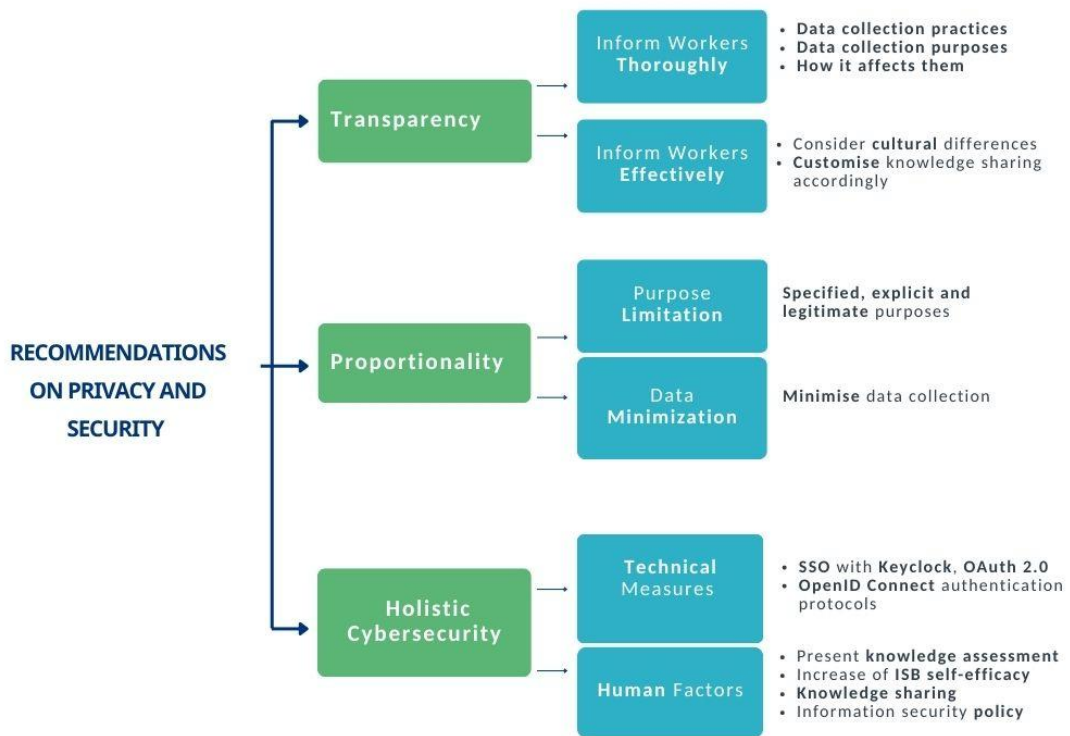 RECOMMENDATIONS
ON PRIVACY AND
SECURITY
Transparency
Inform Workers
Thoroughly
• Data collection practices
• Data collection purposes
• How it affects them
Inform Workers
Effectively
• Consider cultural differences
• Customise knowledge sharing
accordingly
Proportionality
Purpose
Limitation
Specified, explicit and
legitimate purposes
Data
Minimization
Minimise data collection
Holistic
Cybersecurity
Technical
Measures
• SSO with Keyclock, OAuth 2.0
• OpenID Connect authentication
protocols
Human Factors
• Present knowledge assessment
• Increase of ISB self-efficacy
• Knowledge sharing
• Information security policy